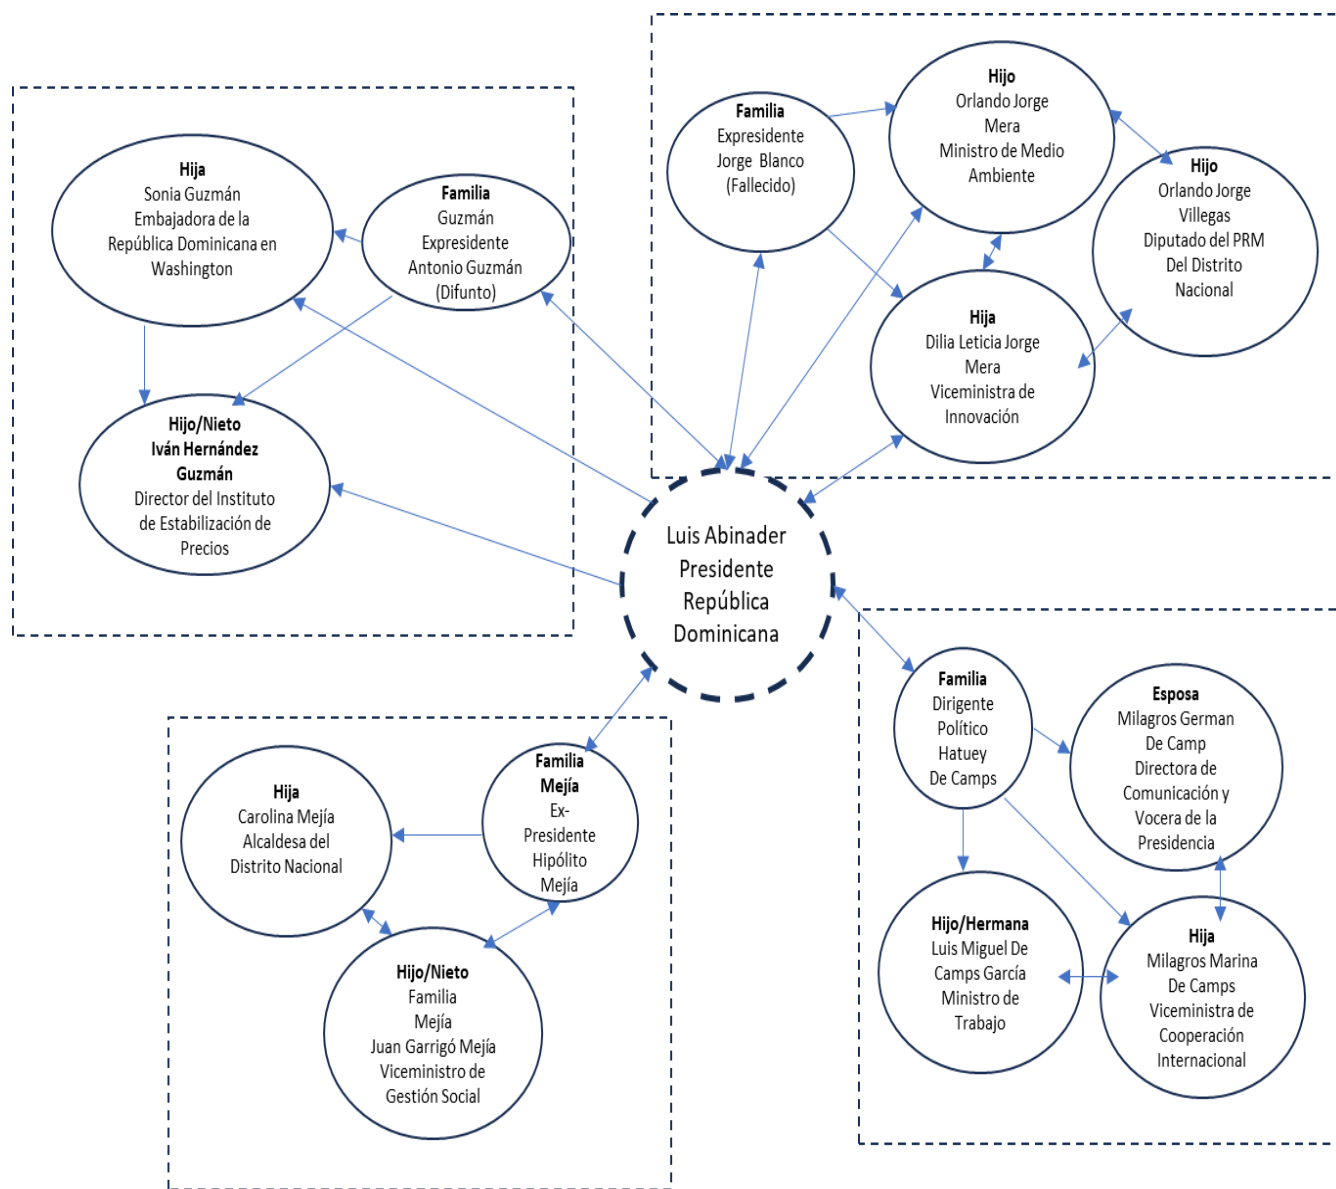 Hija
Sonia Guzmán
Embajadora de la
República Dominicana en
Washington
Familia
Guzmán
Expresidente
Antonio Guzmán
(Difunto)
Hijo/Nieto
Iván Hernández
Guzmán
Director del Instituto
de Estabilización de
Precios
Familia
Expresidente
Jorge Blanco
(Fallecido)
Hijo
Orlando Jorge
Mera
Ministro de Medio
Ambiente
Hijo
Orlando Jorge
Villegas
Diputado del PRM
Del Distrito
Nacional
Hija
Dilia Leticia Jorge
Mera
Viceministra de
Innovación
Luis Abinader
Presidente
República
Dominicana
Hija
Carolina Mejía
Alcaldesa del
Distrito Nacional
Familia
Mejía
Ex-
Presidente
Hipólito
Mejía
Hijo/Nieto
Familia
Mejía
Juan Garrigó Mejía
Viceministro de
Gestión Social
Familia
Dirigente
Político
Hatuey
De Camps
Esposa
Milagros German
De Camp
Directora de
Comunicación y
Vocera de la
Presidencia
Hijo/Hermana
Luis Miguel De
Camps García
Ministro de
Trabajo
Hija
Milagros Marina
De Camps
Viceministra de
Cooperación
Internacional